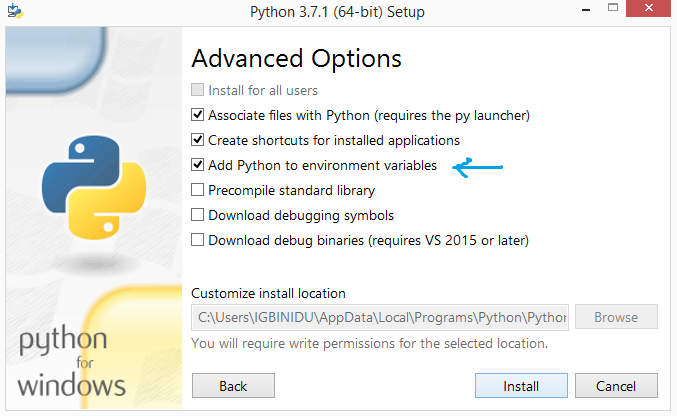 Python 3.7.1 (64-bit) Setup
Advanced Options
Install for all users
Associate files with Python (requires the py launcher)
Create shortcuts for installed applications
Add Python to environment variables
Precompile standard library
Download debugging symbols
Download debug binaries (requires VS 2015 or later)
Customize install location
C:\Users\IGBINIDU\AppData\Local\Programs\Python\Python
Browse
You will require write permissions for the selected location.
python
for
windows
Back
Install
Cancel